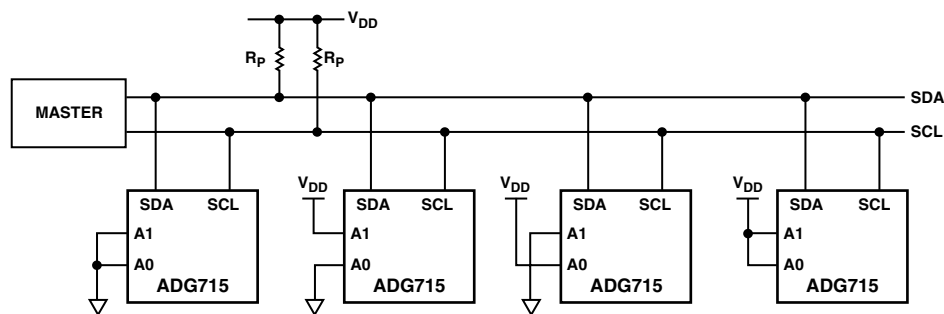 VDD
RP RP
MASTER
SDA
SCL
VDD VDD VDD
SDA SCL SDA SCL SDA SCL SDA SCL
A1 A1 A1 A1
A0 A0 A0 A0
ADG715 ADG715 ADG715 ADG715